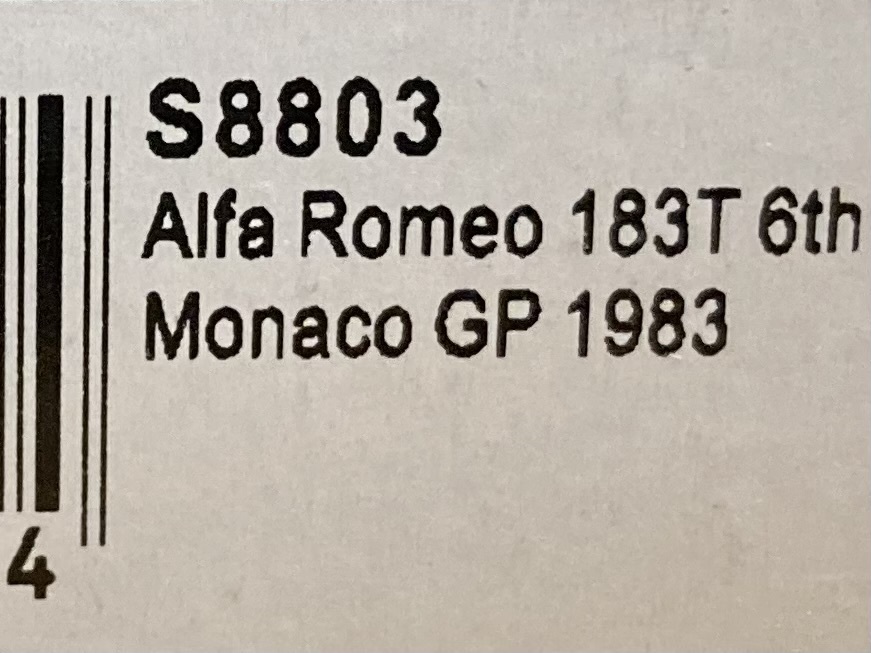 S8803
Alfa Romeo 183T 6th
Monaco GP 1983
4